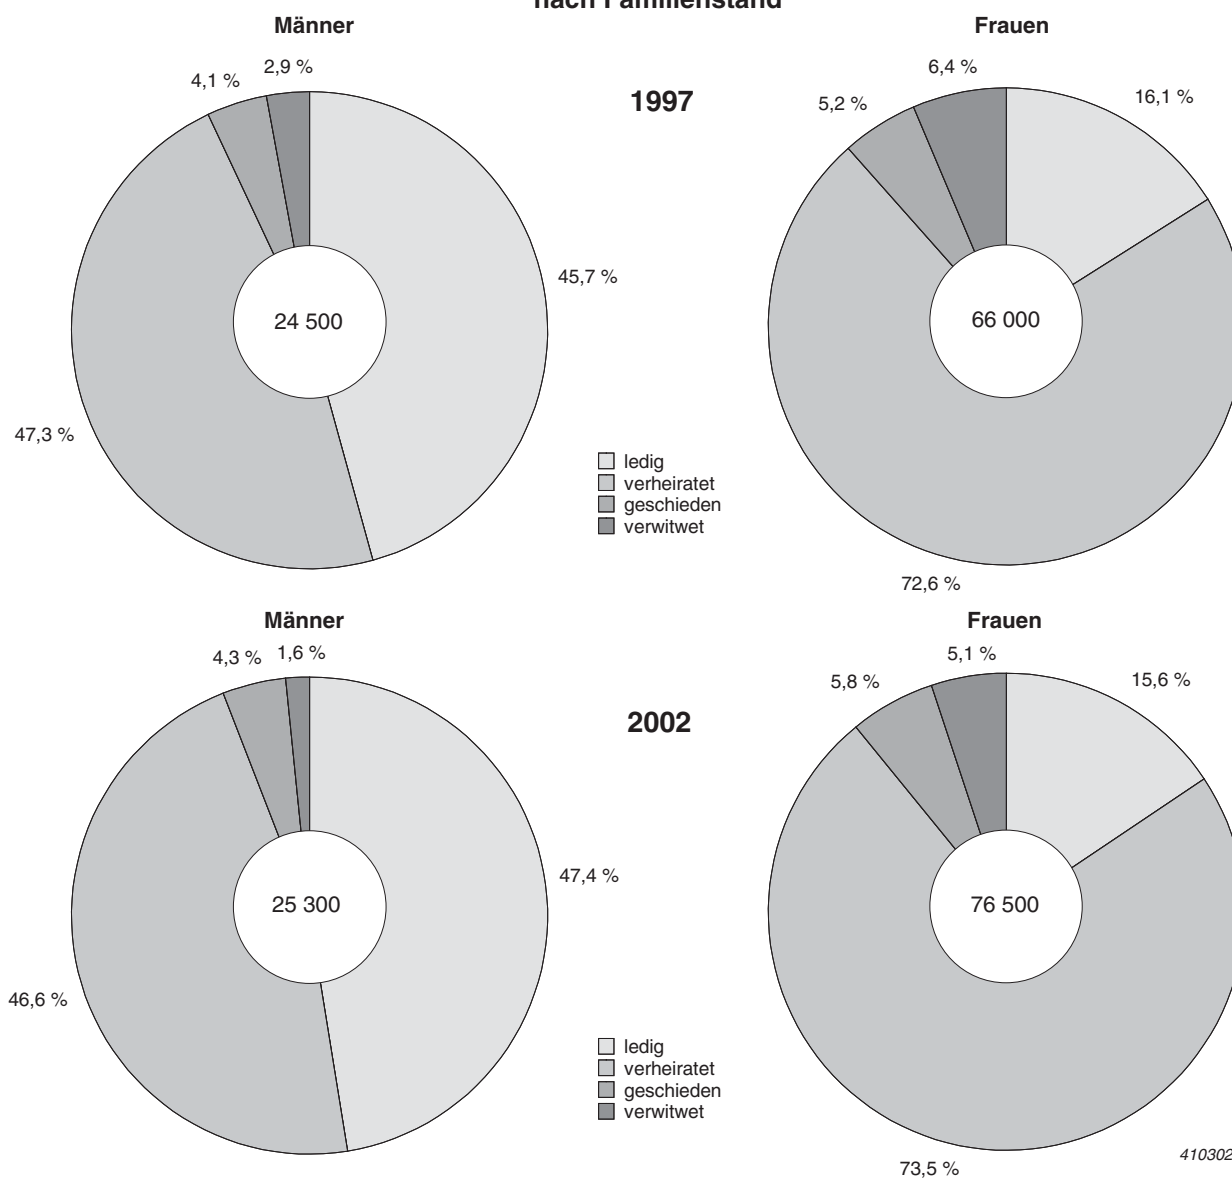 nach Familienstand
Männer
Frauen
4,1 %
2,9 %
1997
5,2 %
6,4 %
16,1 %
24 500
45,7 %
66 000
47,3 %
ledig
verheiratet
geschieden
verwitwet
72,6 %
Männer
Frauen
4,3 %
1,6 %
2002
5,8 %
5,1 %
15,6 %
25 300
47,4 %
76 500
46,6 %
ledig
verheiratet
geschieden
verwitwet
73,5 %
410302